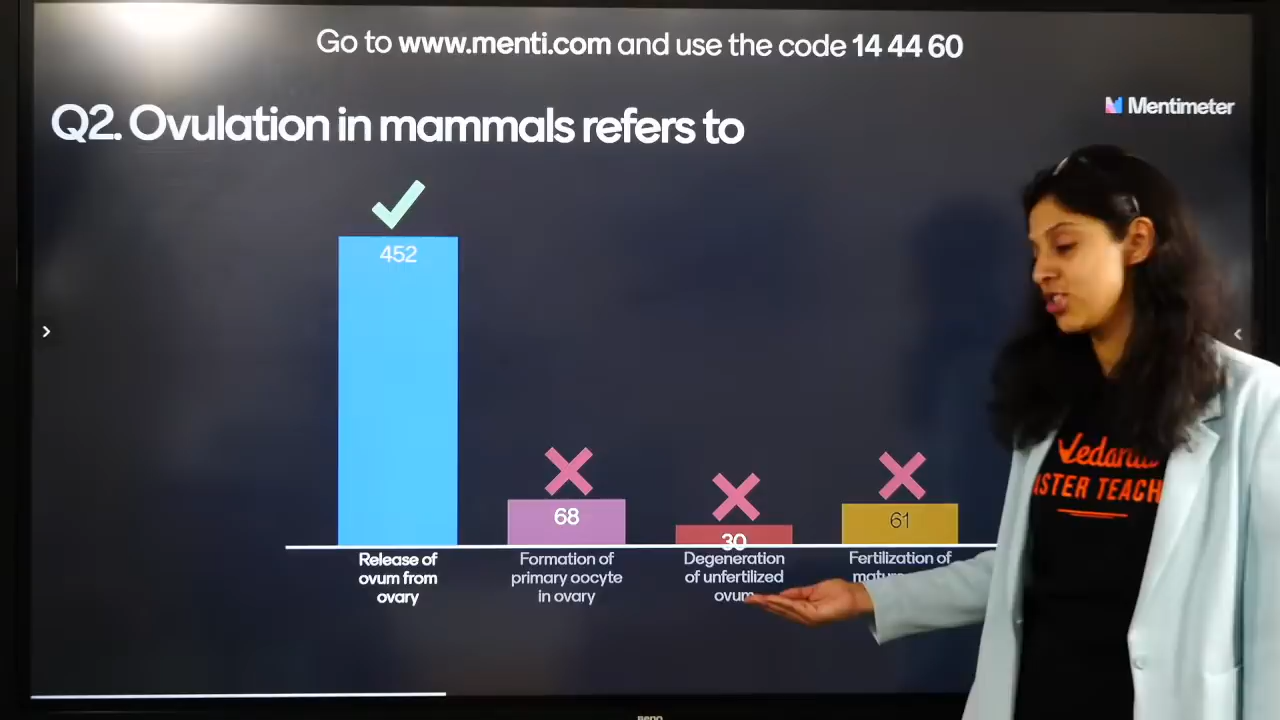 Go to www.menti.com and use the code 14 44 60
Mentimeter
Q2. Ovulation in mammals refers to
452
68
30
61
Release of
ovum from
ovary
Formation of
primary oocyte
in ovary
Degeneration
of unfertilized
ovum
Fertilization of
BenQ